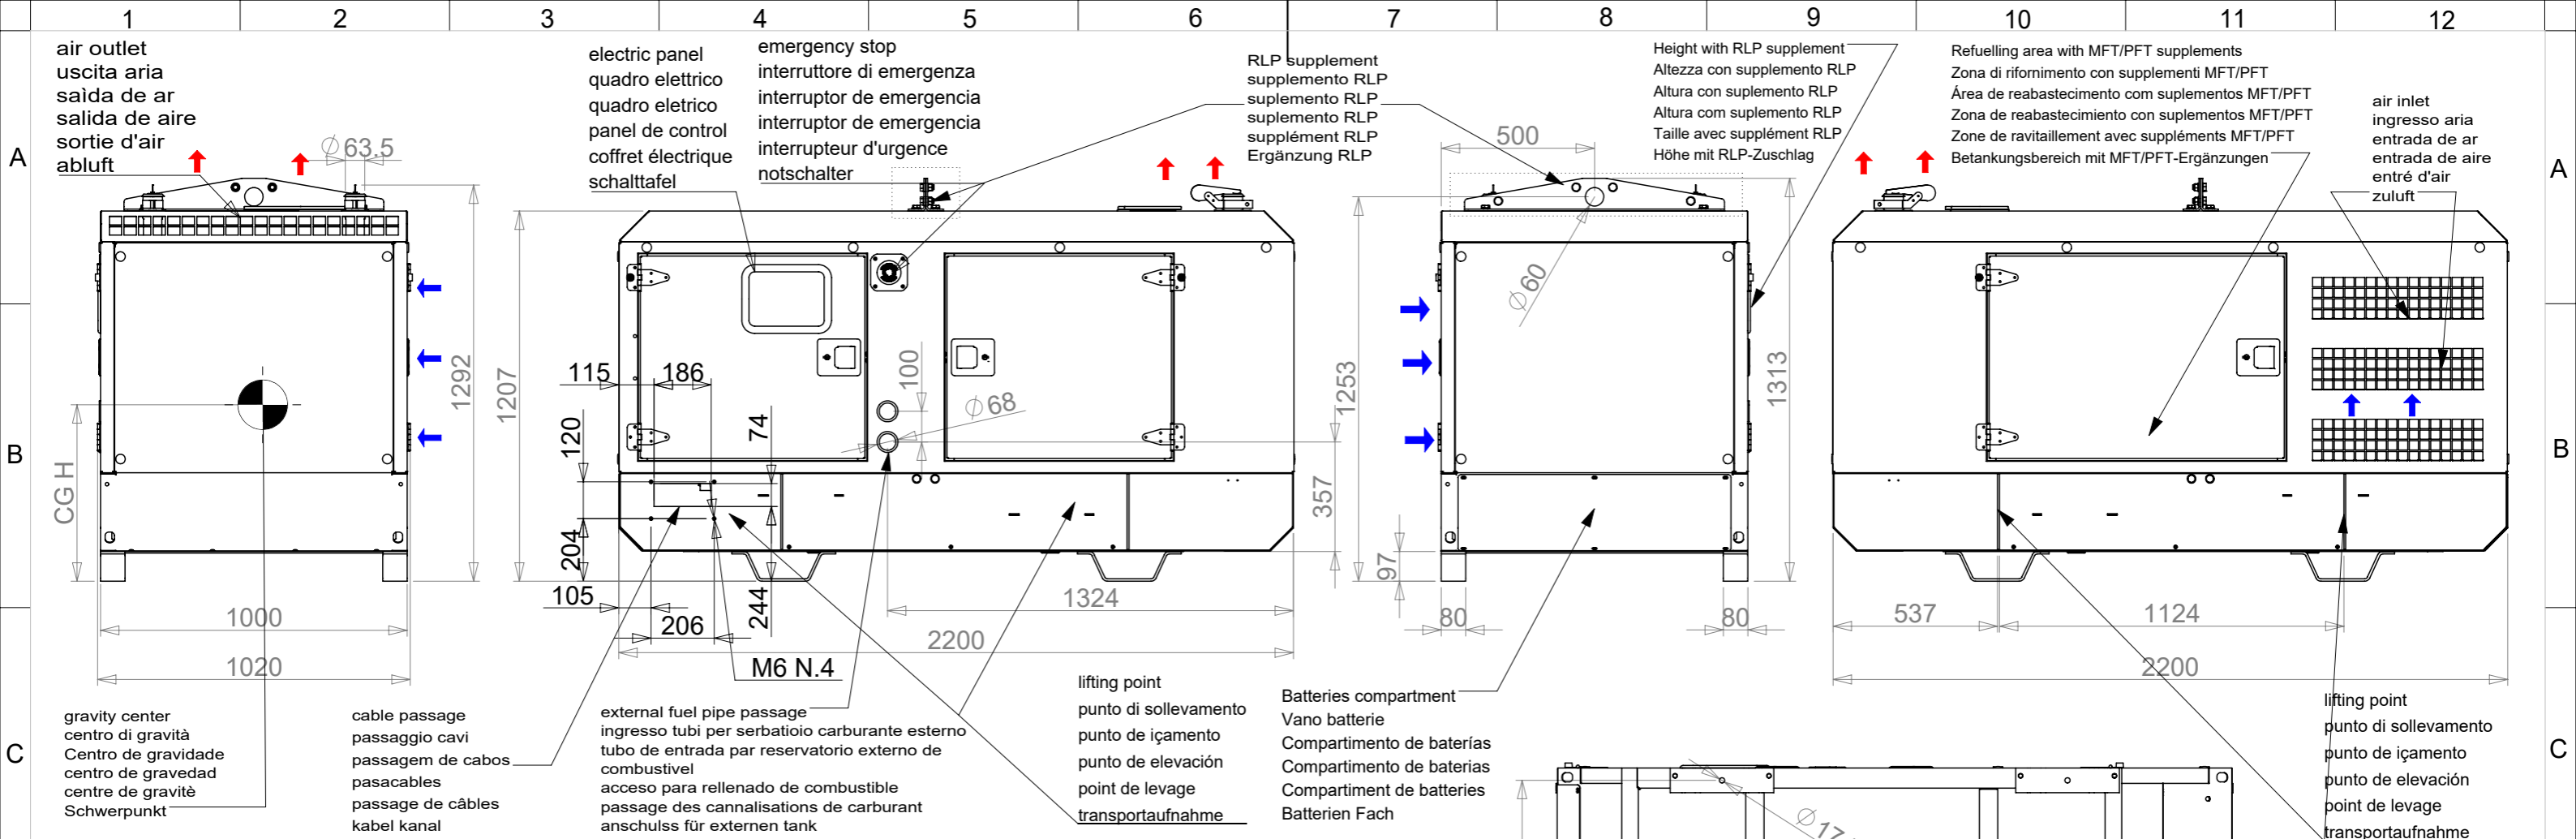 1 2 3 4 5 6 7 8 9 10 11 12
A
B
C
air outlet
uscita aria
saìda de ar
salida de aire
sortie d'air
abluft
∅ 63.5
1292
CG H
1000
1020
gravity center
centro di gravità
Centro de gravidade
centro de gravedad
centre de gravitè
Schwerpunkt
electric panel
quadro elettrico
quadro eletrico
panel de control
coffret électrique
schalttafel
emergency stop
interruttore di emergenza
interruptor de emergencia
interruptor de emergencia
interrupteur d'urgence
notschalter
RLP supplement
supplemento RLP
suplemento RLP
suplemento RLP
supplément RLP
Ergänzung RLP
1207
115
186
120
74
100
∅ 68
204
105
206
244
M6 N.4
357
1324
2200
cable passage
passaggio cavi
passagem de cabos
pasacables
passage de câbles
kabel kanal
external fuel pipe passage
ingresso tubi per serbatioio carburante esterno
tubo de entrada par reservatorio externo de
combustivel
acceso para rellenado de combustible
passage des cannalisations de carburant
anschulss für externen tank
lifting point
punto di sollevamento
punto de içamento
punto de elevación
point de levage
transportaufnahme
Height with RLP supplement
Altezza con supplemento RLP
Altura con suplemento RLP
Altura com suplemento RLP
Taille avec supplément RLP
Höhe mit RLP-Zuschlag
500
∅ 60
1253
1313
97
80
80
Batteries compartment
Vano batterie
Compartimento de baterías
Compartimento de baterias
Compartiment de batteries
Batterien Fach
Refuelling area with MFT/PFT supplements
Zona di rifornimento con supplementi MFT/PFT
Área de reabastecimento com suplementos MFT/PFT
Zona de reabastecimiento con suplementos MFT/PFT
Zone de ravitaillement avec suppléments MFT/PFT
Betankungsbereich mit MFT/PFT-Ergänzungen
air inlet
ingresso aria
entrada de ar
entrada de aire
entré d'air
zuluft
537
1124
2200
lifting point
punto di sollevamento
punto de içamento
punto de elevación
point de levage
transportaufnahme
∅ 17
A
B
C